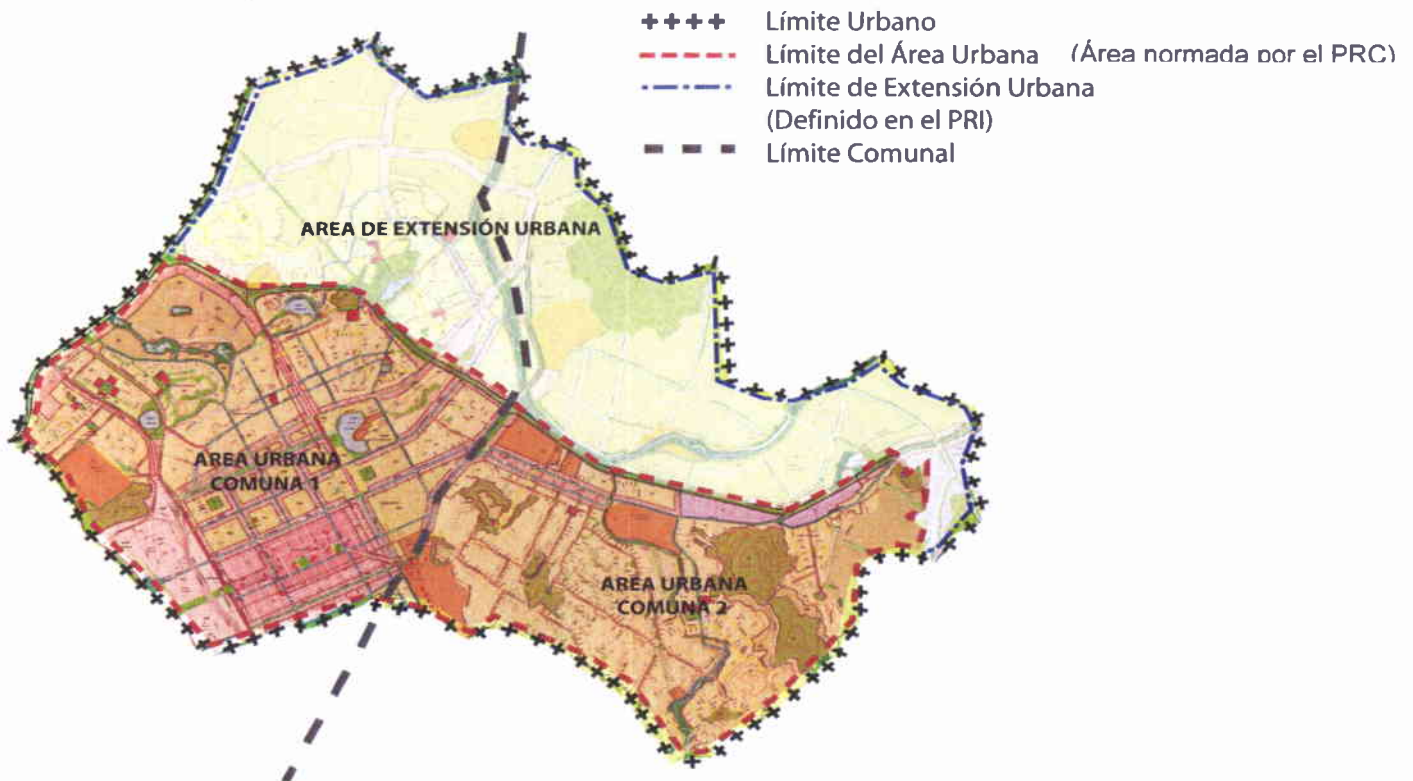 Límite Urbano
Límite del Área Urbana (Área normada por el PRC)
Límite de Extensión Urbana
(Definido en el PRI)
Límite Comunal
AREA DE EXTENSIÓN URBANA
AREA URBANA
COMUNA 1
AREA URBANA
COMUNA 2